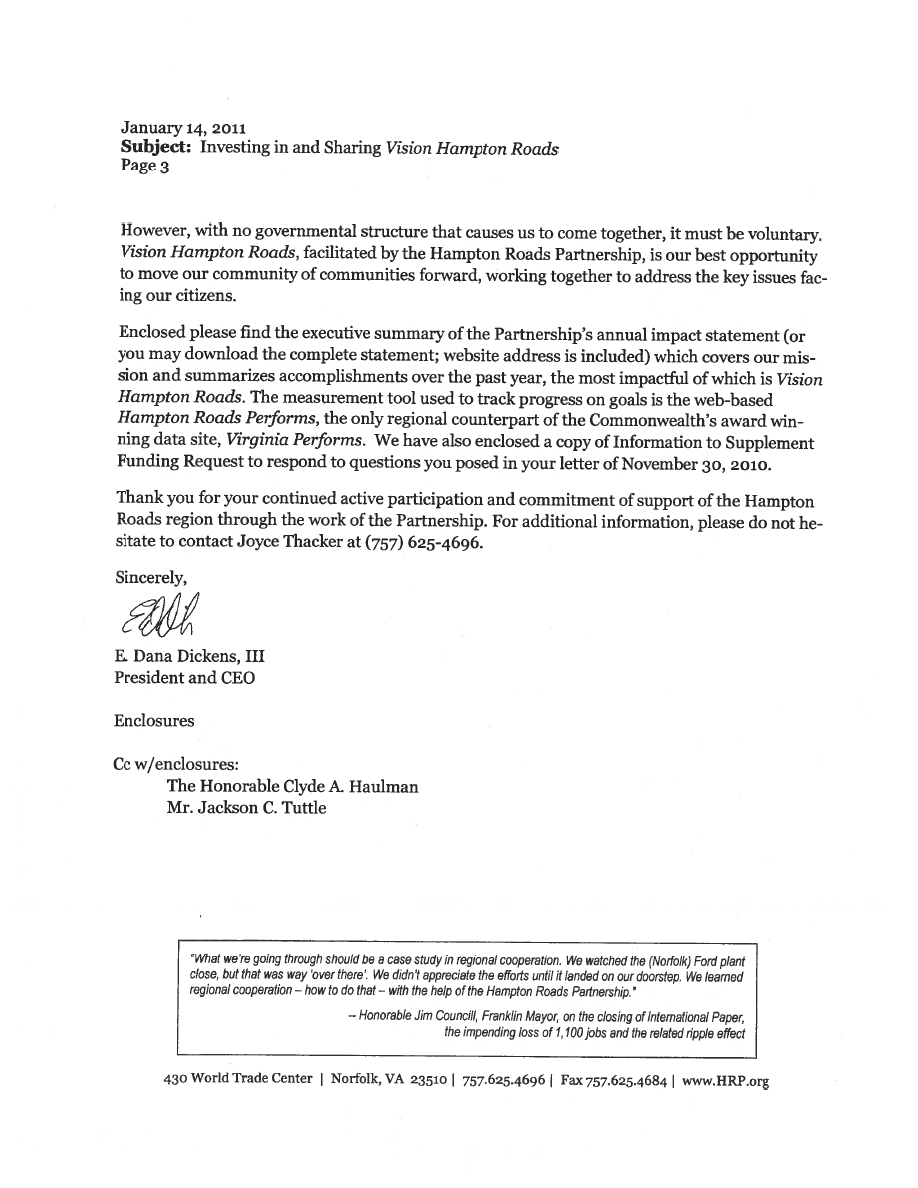 January 14, 2011
Subject: Investing in and Sharing Vision Hampton Roads
Page 3
However, with no governmental structure that causes us to come together, it must be voluntary.
Vision Hampton Roads, facilitated by the Hampton Roads Partnership, is our best opportunity
to move our community of communities forward, working together to address the key issues fac-
ing our citizens.
Enclosed please find the executive summary of the Partnership's annual impact statement (or
you may download the complete statement; website address is included) which covers our mis-
sion and summarizes accomplishments over the past year, the most impactful of which is Vision
Hampton Roads. The measurement tool used to track progress on goals is the web-based
Hampton Roads Performs, the only regional counterpart of the Commonwealth's award win-
ning data site, Virginia Performs. We have also enclosed a copy of Information to Supplement
Funding Request to respond to questions you posed in your letter of November 30, 2010.
Thank you for your continued active participation and commitment of support of the Hampton
Roads region through the work of the Partnership. For additional information, please do not he-
sitate to contact Joyce Thacker at (757) 625-4696.
Sincerely,
E. Dana Dickens, III
President and CEO
Enclosures
Cc w/enclosures:
The Honorable Clyde A. Haulman
Mr. Jackson C. Tuttle
"What we're going through should be a case study in regional cooperation. We watched the (Norfolk) Ford plant
close, but that was way 'over there'. We didn't appreciate the efforts until it landed on our doorstep. We learned
regional cooperation – how to do that – with the help of the Hampton Roads Partnership."
-- Honorable Jim Councill, Franklin Mayor, on the closing of International Paper,
the impending loss of 1,100 jobs and the related ripple effect
430 World Trade Center | Norfolk, VA 23510 | 757.625.4696 | Fax 757.625.4684 | www.HRP.org